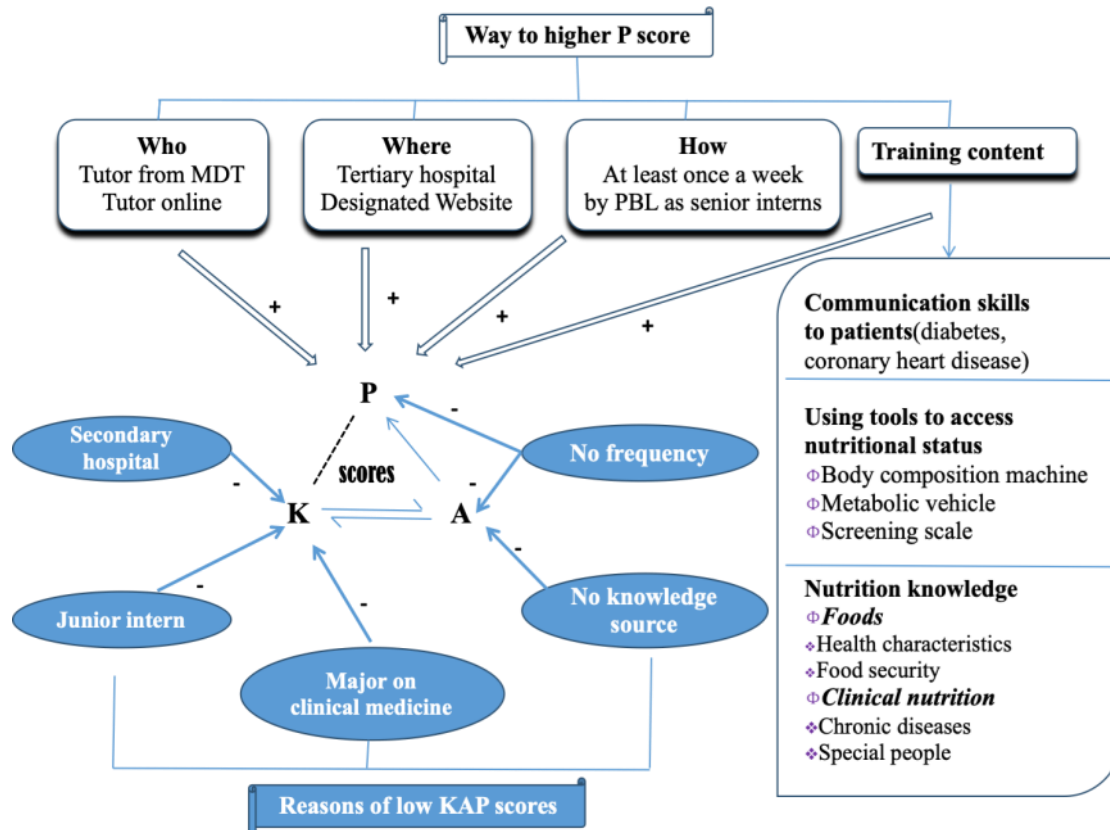 Way to higher P score
Who
Tutor from MDT
Tutor online
Where
Tertiary hospital
Designated Website
How
At least once a week
by PBL as senior interns
Training content
+
+
+
+
Communication skills
to patients(diabetes,
coronary heart disease)
Using tools to access
nutritional status
ΦBody composition machine
ΦMetabolic vehicle
ΦScreening scale
Nutrition knowledge
ΦFoods
❖Health characteristics
❖Food security
ΦClinical nutrition
❖Chronic diseases
❖Special people
P
scores
K
A
Secondary
hospital
-
No frequency
-
-
Junior intern
-
Major on
clinical medicine
-
No knowledge
source
-
Reasons of low KAP scores